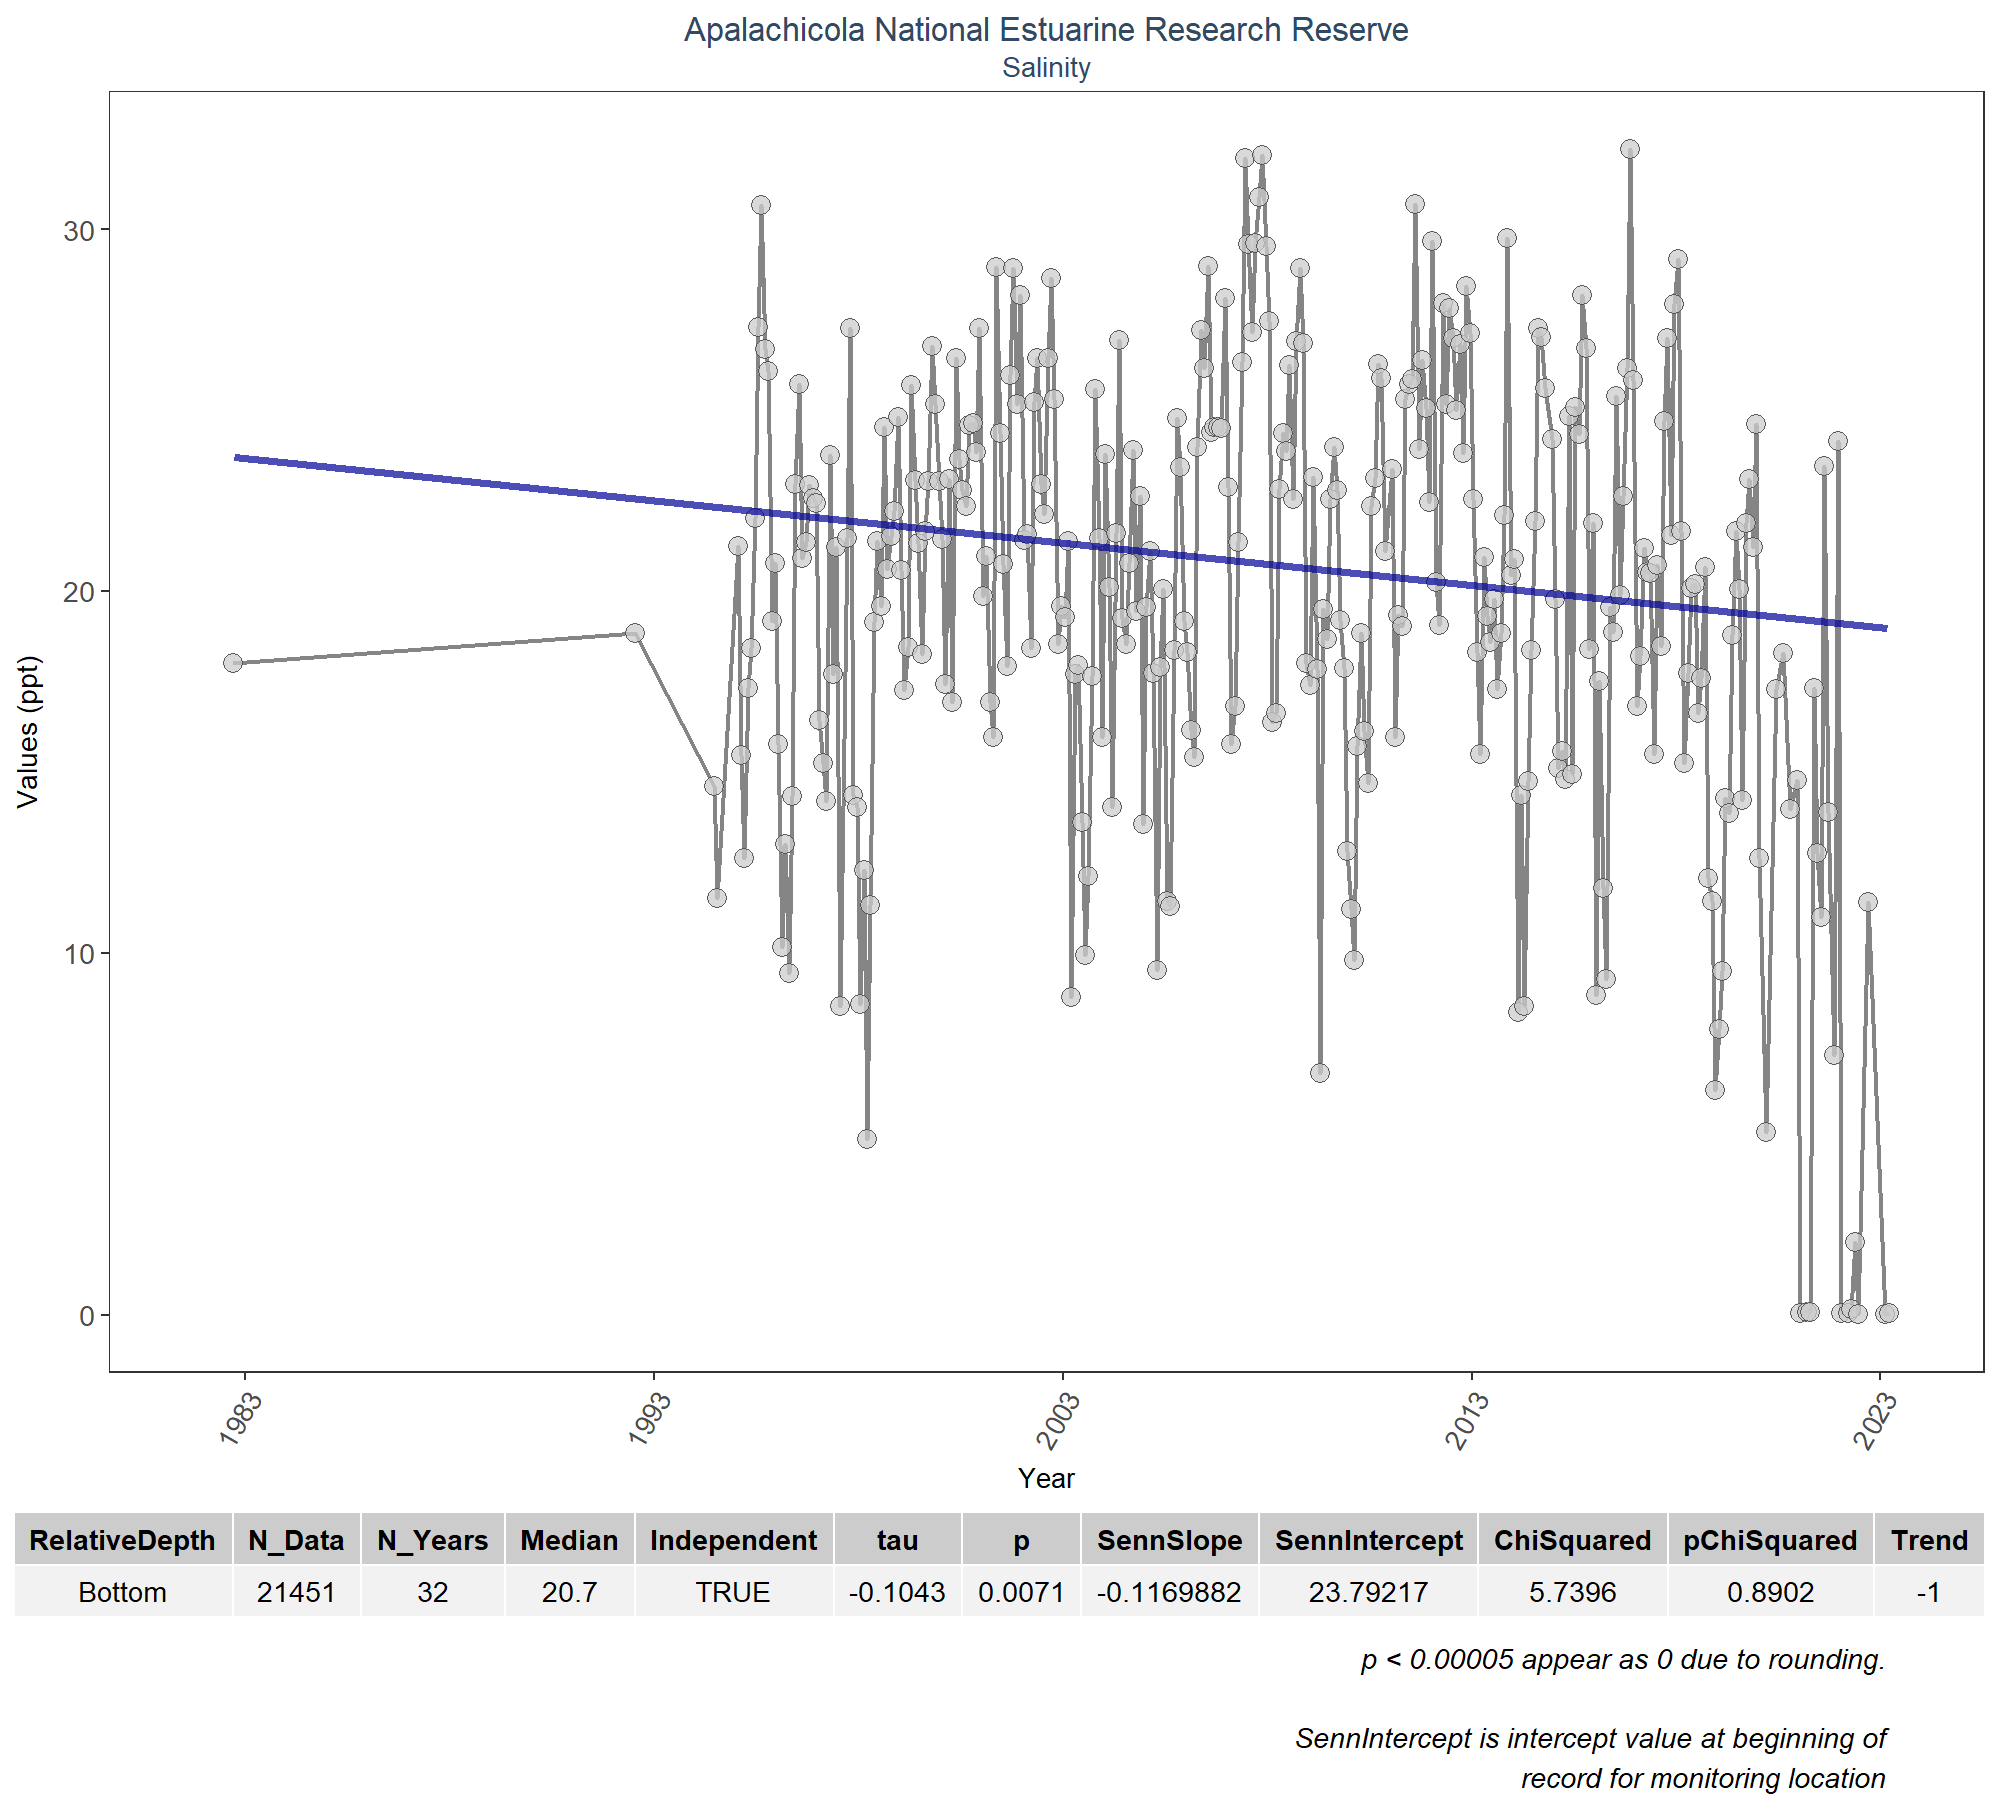 Apalachicola National Estuarine Research Reserve
Salinity
Values (ppt)
30
20
10
0
1983
1993
2003
2013
2023
Year
RelativeDepth N_Data N_Years Median Independent tau p SennSlope SennIntercept ChiSquared pChiSquared Trend
Bottom 21451 32 20.7 TRUE -0.1043 0.0071 -0.1169882 23.79217 5.7396 0.8902 -1
p < 0.00005 appear as 0 due to rounding.
SennIntercept is intercept value at beginning of
record for monitoring location